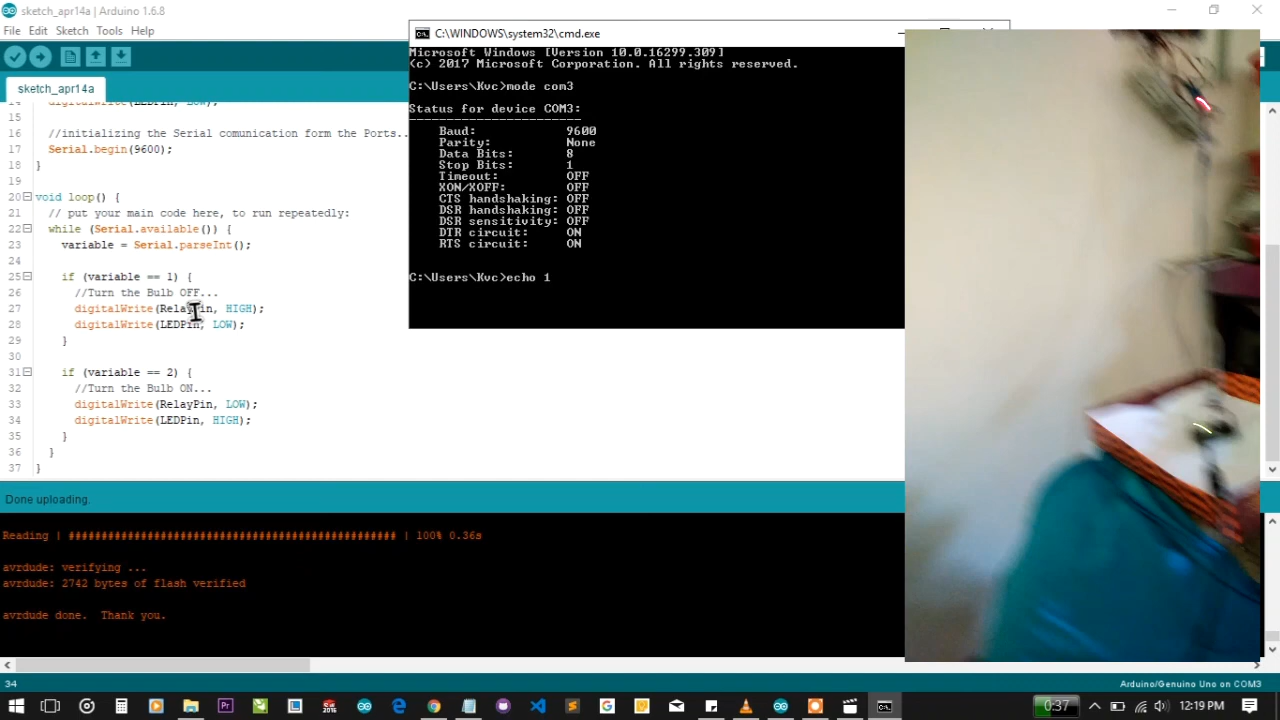 sketch_apr14a | Arduino 1.6.8
File Edit Sketch Tools Help
sketch_apr14a
14 digitalWrite(LEDPin, LOW);
15
16 //initializing the Serial comunication form the Ports..
17 Serial.begin(9600);
18 }
19
20 void loop() {
21 // put your main code here, to run repeatedly:
22 while (Serial.available()) {
23 variable = Serial.parseInt();
24
25 if (variable == 1) {
26 //Turn the Bulb OFF...
27 digitalWrite(RelayPin, HIGH);
28 digitalWrite(LEDPin, LOW);
29 }
30
31 if (variable == 2) {
32 //Turn the Bulb ON...
33 digitalWrite(RelayPin, LOW);
34 digitalWrite(LEDPin, HIGH);
35 }
36 }
37 }
C:\WINDOWS\system32\cmd.exe
Microsoft Windows [Version 10.0.16299.309]
(c) 2017 Microsoft Corporation. All rights reserved.
C:\Users\Kvc>mode com3
Status for device COM3:
-----------------------
Baud: 9600
Parity: None
Data Bits: 8
Stop Bits: 1
Timeout: OFF
XON/XOFF: OFF
CTS handshaking: OFF
DSR handshaking: OFF
DSR sensitivity: OFF
DTR circuit: ON
RTS circuit: ON
C:\Users\Kvc>echo 1
Done uploading.
Reading | ################################################## | 100% 0.36s
avrdude: verifying ...
avrdude: 2742 bytes of flash verified
avrdude done. Thank you.
34
Arduino/Genuino Uno on COM3
Pr
SQ 2016
0:37
12:19 PM